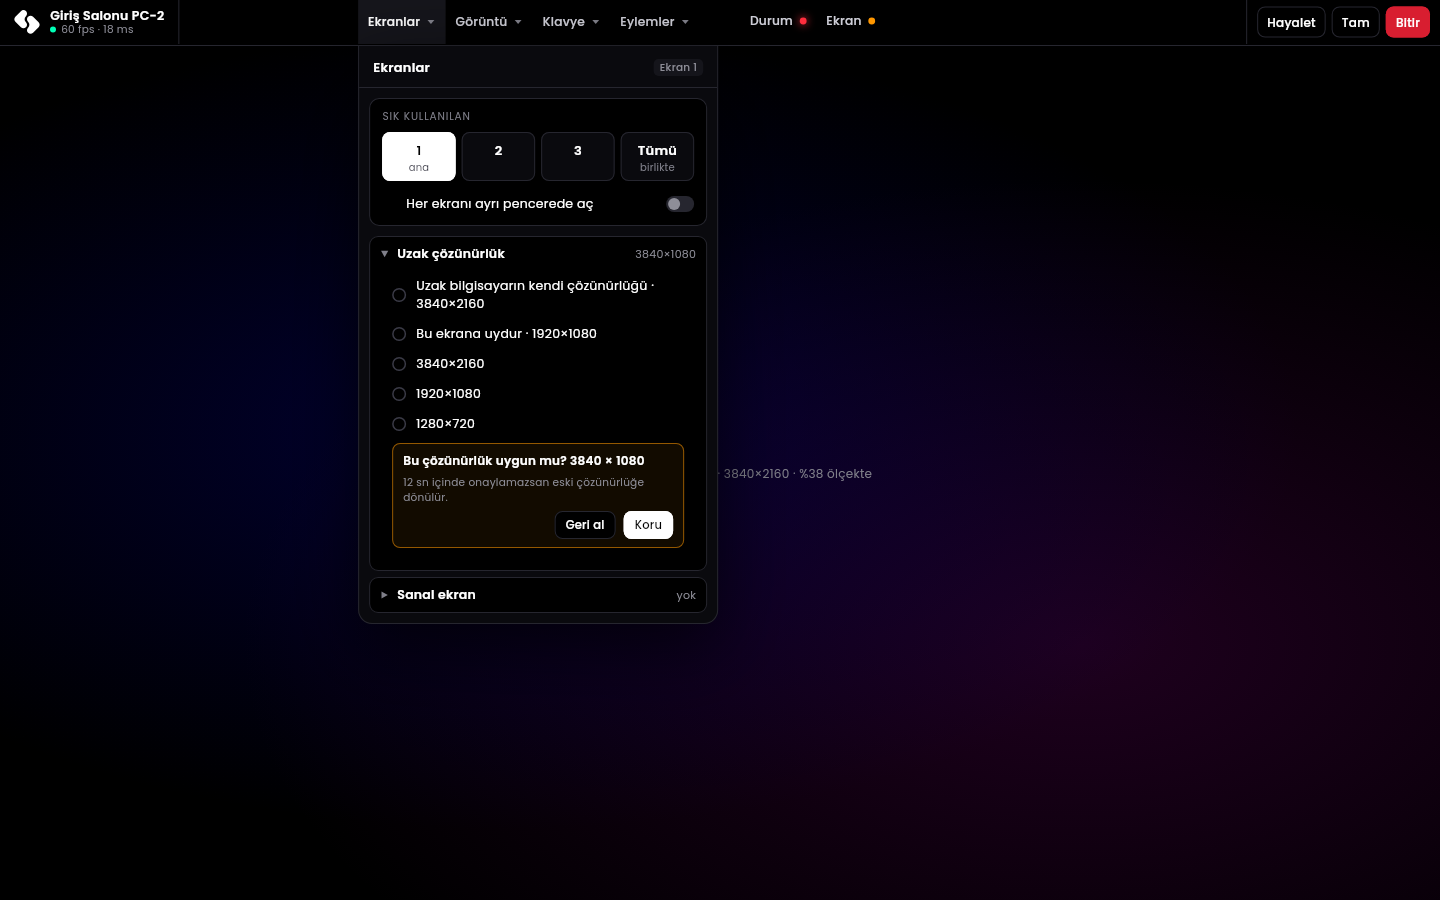 Giriş Salonu PC-2
60 fps · 18 ms
Ekranlar
Görüntü
Klavye
Eylemler
Durum
Ekran
Hayalet
Tam
Bitir
Ekranlar
Ekran 1
SIK KULLANILAN
1
ana
2
3
Tümü
birlikte
Her ekranı ayrı pencerede aç
Uzak çözünürlük
3840×1080
Uzak bilgisayarın kendi çözünürlüğü ·
3840×2160
Bu ekrana uydur · 1920×1080
3840×2160
1920×1080
1280×720
Bu çözünürlük uygun mu? 3840 × 1080
12 sn içinde onaylamazsan eski çözünürlüğe
dönülür.
Geri al
Koru
· 3840×2160 · %38 ölçekte
Sanal ekran
yok